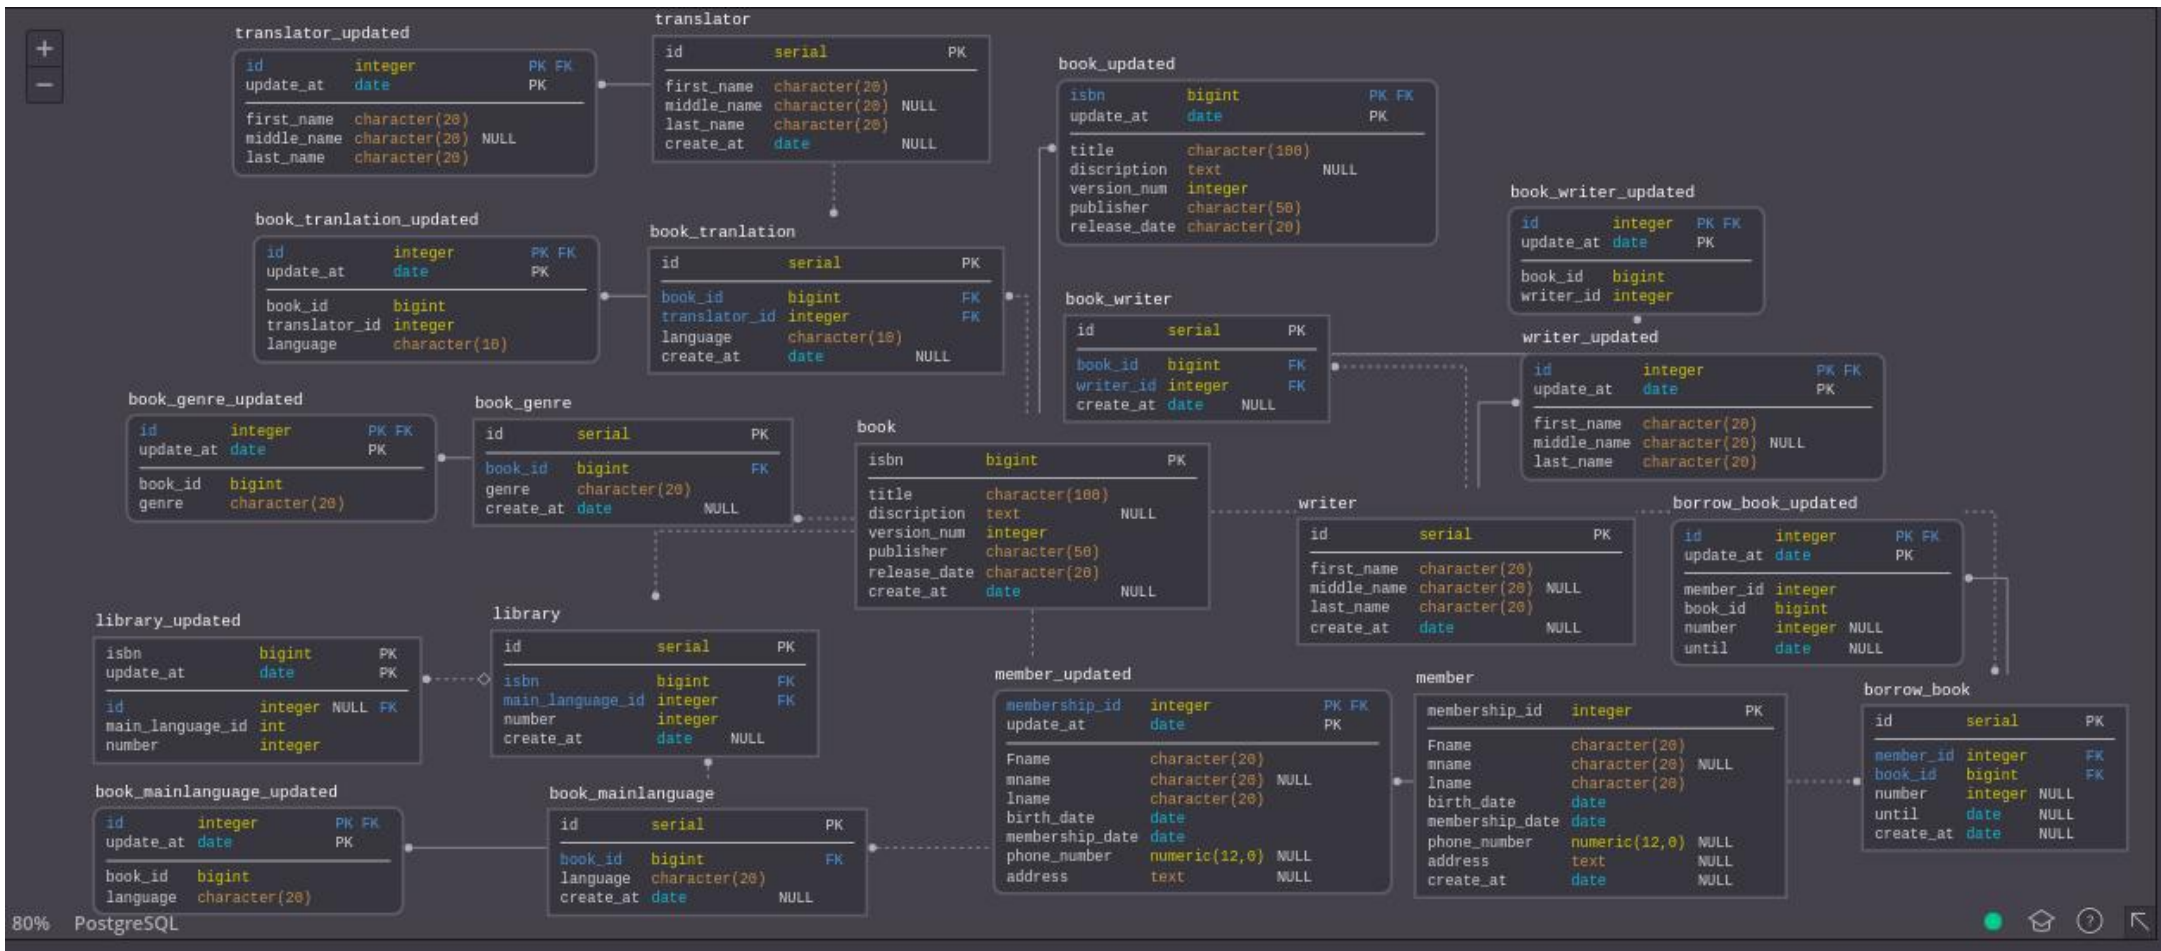 +
−
translator_updated
id integer PK FK
update_at date PK
first_name character(20)
middle_name character(20) NULL
last_name character(20)
translator
id serial PK
first_name character(20)
middle_name character(20) NULL
last_name character(20)
create_at date NULL
book_updated
isbn bigint PK FK
update_at date PK
title character(100)
discription text NULL
version_num integer
publisher character(50)
release_date character(20)
book_writer_updated
id integer PK FK
update_at date PK
book_id bigint
writer_id integer
book_tranlation_updated
id integer PK FK
update_at date PK
book_id bigint
translator_id integer
language character(10)
book_tranlation
id serial PK
book_id bigint FK
translator_id integer FK
language character(10)
create_at date NULL
book_writer
id serial PK
book_id bigint FK
writer_id integer FK
create_at date NULL
writer_updated
id integer PK FK
update_at date PK
first_name character(20)
middle_name character(20) NULL
last_name character(20)
book_genre_updated
id integer PK FK
update_at date PK
book_id bigint
genre character(20)
book_genre
id serial PK
book_id bigint FK
genre character(20)
create_at date NULL
book
isbn bigint PK
title character(100)
discription text NULL
version_num integer
publisher character(50)
release_date character(20)
create_at date NULL
writer
id serial PK
first_name character(20)
middle_name character(20) NULL
last_name character(20)
create_at date NULL
borrow_book_updated
id integer PK FK
update_at date PK
member_id integer
book_id bigint
number integer NULL
until date NULL
library_updated
isbn bigint PK
update_at date PK
id integer NULL FK
main_language_id int
number integer
library
id serial PK
isbn bigint FK
main_language_id integer FK
number integer
create_at date NULL
member_updated
membership_id integer PK FK
update_at date PK
Fname character(20)
mname character(20) NULL
lname character(20)
birth_date date
membership_date date
phone_number numeric(12,0) NULL
address text NULL
member
membership_id integer PK
Fname character(20)
mname character(20) NULL
lname character(20)
birth_date date
membership_date date
phone_number numeric(12,0) NULL
address text NULL
create_at date NULL
borrow_book
id serial PK
member_id integer FK
book_id bigint FK
number integer NULL
until date NULL
create_at date NULL
book_mainlanguage_updated
id integer PK FK
update_at date PK
book_id bigint
language character(20)
book_mainlanguage
id serial PK
book_id bigint FK
language character(20)
create_at date NULL
80% PostgreSQL
?